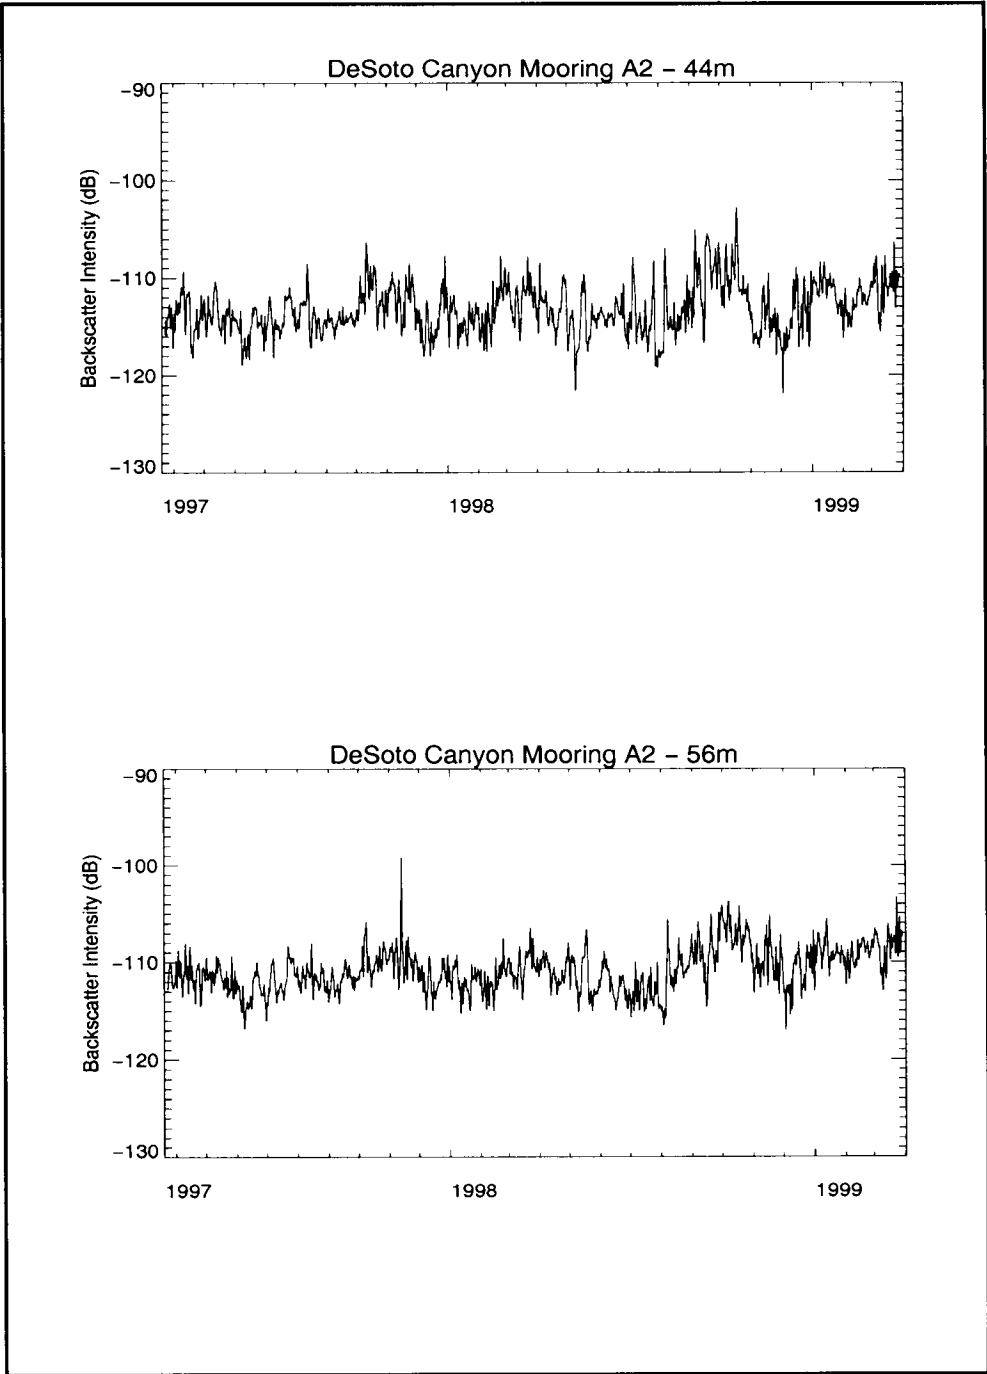 DeSoto Canyon Mooring A2 – 44m
Backscatter Intensity (dB)
−90
−100
−110
−120
−130
1997 1998 1999
DeSoto Canyon Mooring A2 – 56m
Backscatter Intensity (dB)
−90
−100
−110
−120
−130
1997 1998 1999